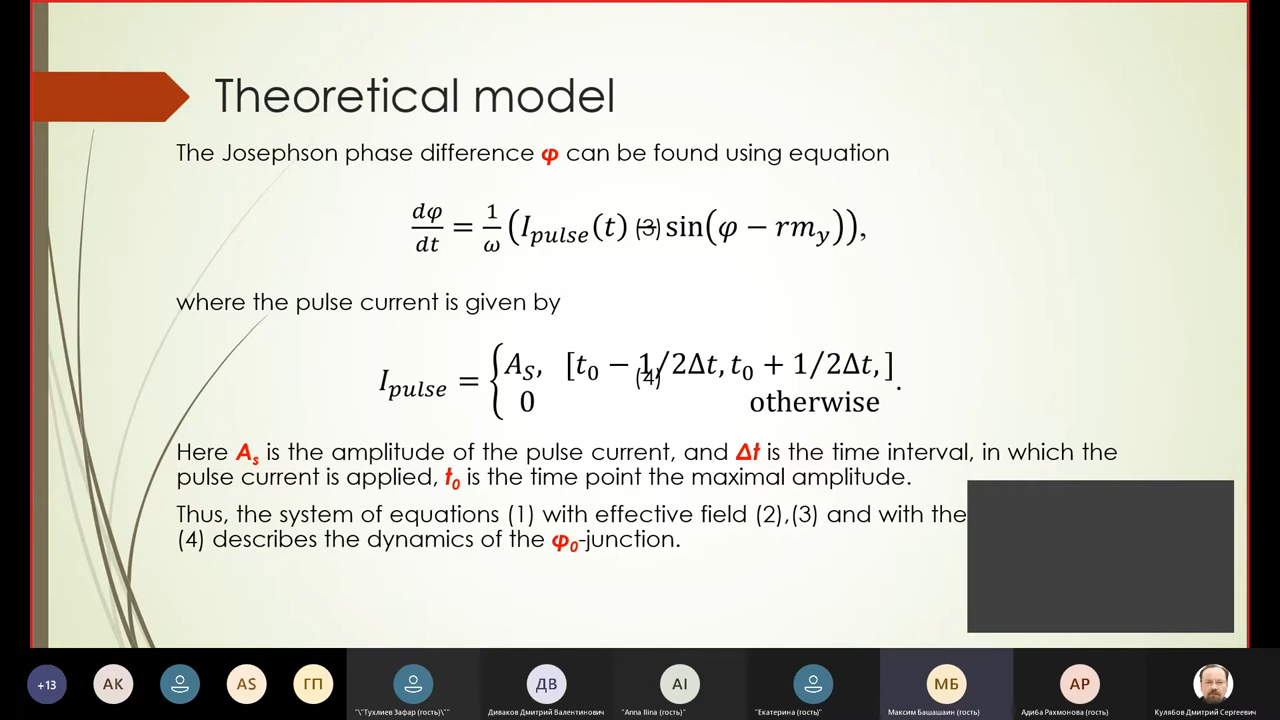 Theoretical model
The Josephson phase difference φ can be found using equation
dφ/dt = 1/ω (I_pulse(t) − sin(φ − rm_y)),
(3)
where the pulse current is given by
I_pulse = { A_S, [t_0 − 1/2Δt, t_0 + 1/2Δt, ]
0 otherwise .
(4)
Here A_s is the amplitude of the pulse current, and Δt is the time interval, in which the
pulse current is applied, t_0 is the time point the maximal amplitude.
Thus, the system of equations (1) with effective field (2),(3) and with the
(4) describes the dynamics of the φ_0-junction.
+13
АК
AS
ГП
"\"Тухлиев Зафар (гость)\""
ДВ
Диваков Дмитрий Валентинович
AI
"Anna Ilina (гость)"
"Екатерина (гость)"
МБ
Максим Башашаин (гость)
АР
Адиба Рахмонова (гость)
Кулябов Дмитрий Сергеевич